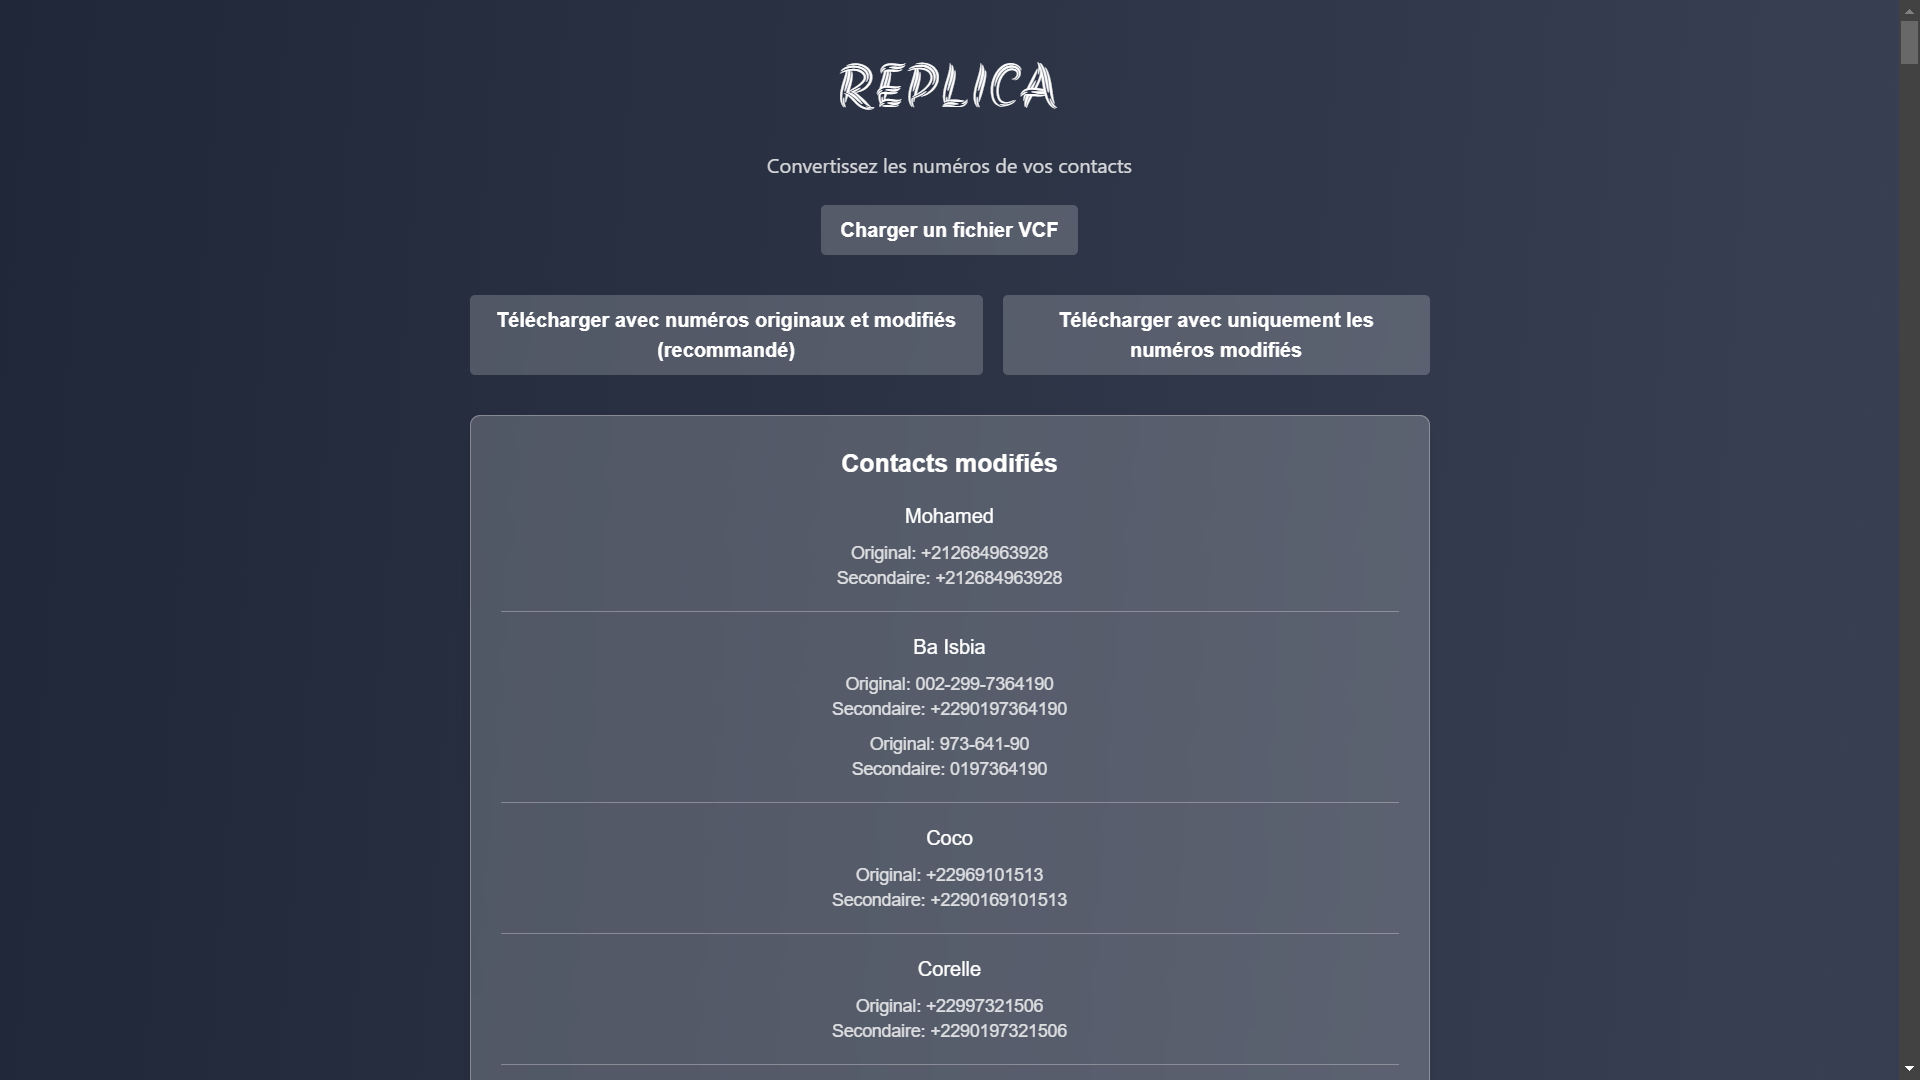 REPLICA
Convertissez les numéros de vos contacts
Charger un fichier VCF
Télécharger avec numéros originaux et modifiés
(recommandé)
Télécharger avec uniquement les
numéros modifiés
Contacts modifiés
Mohamed
Original: +212684963928
Secondaire: +212684963928
Ba Isbia
Original: 002-299-7364190
Secondaire: +2290197364190
Original: 973-641-90
Secondaire: 0197364190
Coco
Original: +22969101513
Secondaire: +2290169101513
Corelle
Original: +22997321506
Secondaire: +2290197321506